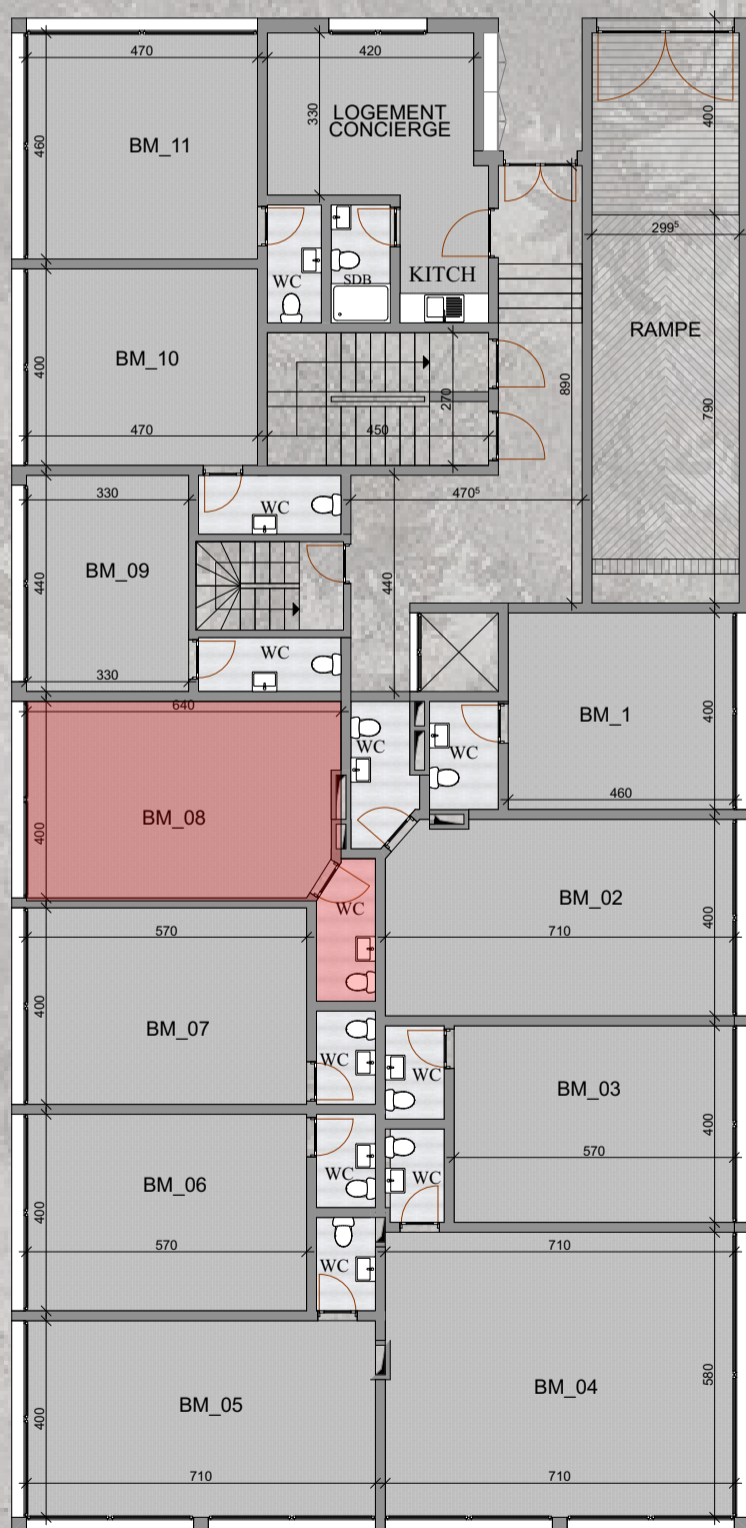 470
420
400
460
330
LOGEMENT
CONCIERGE
BM_11
299⁵
WC
SDB
KITCH
RAMPE
BM_10
400
270
890
790
470
450
330
WC
470⁵
BM_09
440
440
WC
330
640
BM_1
400
WC
WC
460
BM_08
400
BM_02
WC
400
570
710
400
BM_07
WC
WC
BM_03
400
570
WC
WC
BM_06
400
570
WC
710
BM_04
580
BM_05
400
710
710